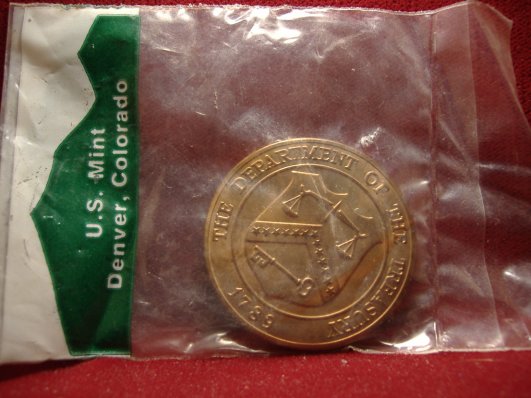 U.S. Mint
Denver, Colorado
THE DEPARTMENT OF THE TREASURY
1789